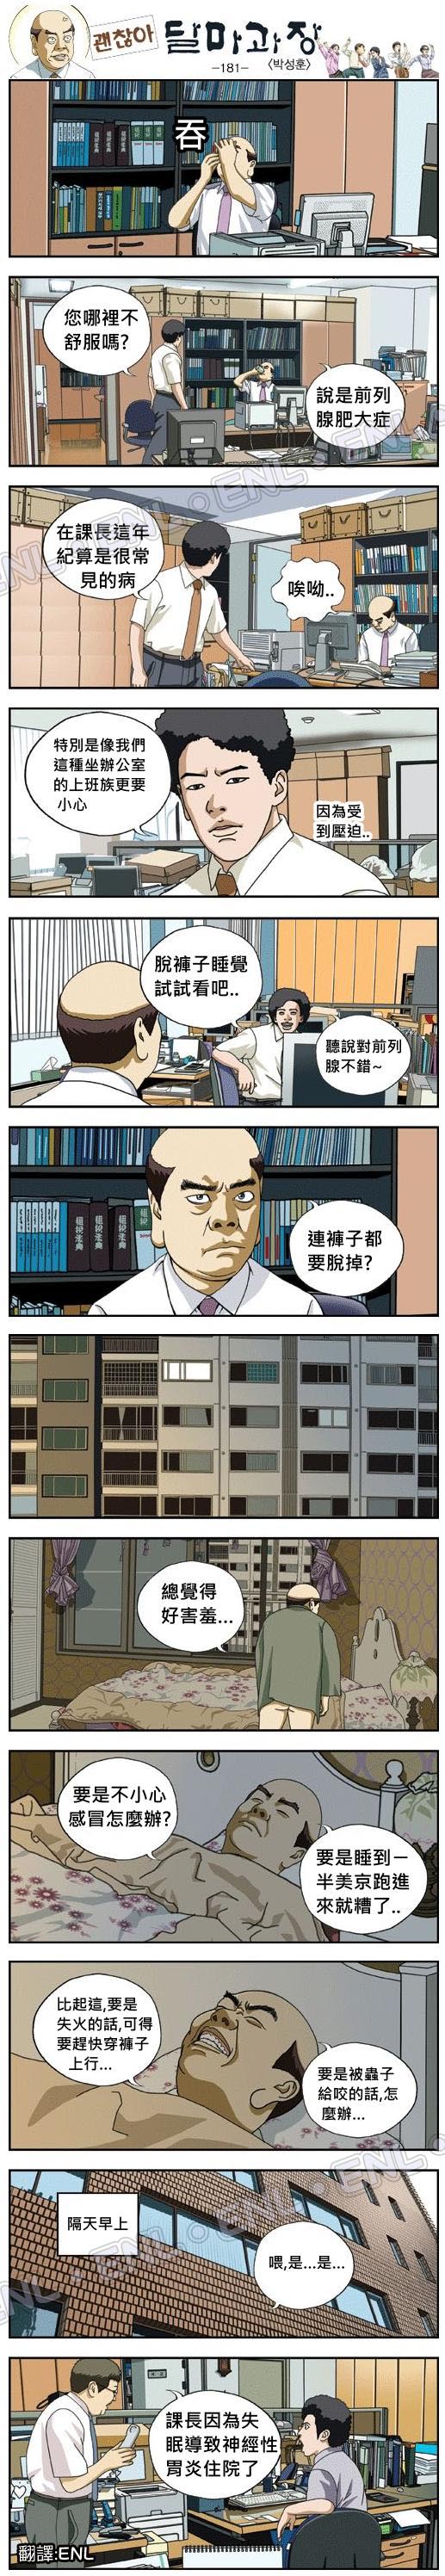 괜찮아 달마과장
-181-
<박성훈>
吞
您哪裡不
舒服嗎?
說是前列
腺肥大症
在課長這年
紀算是很常
見的病
唉呦..
特別是像我們
這種坐辦公室
的上班族更要
小心
因為受
到壓迫..
脫褲子睡覺
試試看吧..
聽說對前列
腺不錯~
連褲子都
要脫掉?
總覺得
好害羞...
要是不小心
感冒怎麼辦?
要是睡到一
半美京跑進
來就糟了..
比起這,要是
失火的話,可得
要趕快穿褲子
上行...
要是被蟲子
給咬的話,怎
麼辦...
隔天早上
喂,是...是...
課長因為失
眠導致神經性
胃炎住院了
翻譯:ENL
ENL